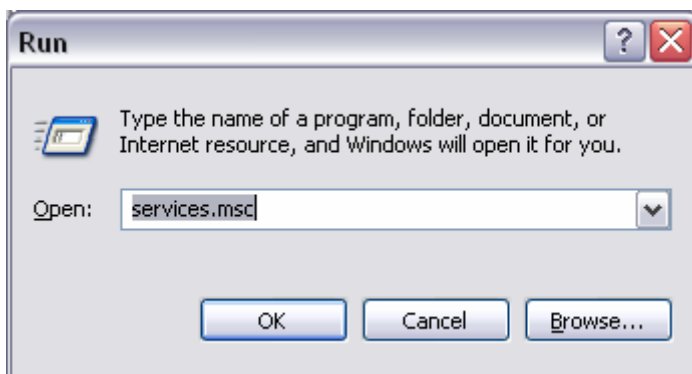 Run
Type the name of a program, folder, document, or
Internet resource, and Windows will open it for you.
Open: services.msc
OK Cancel Browse...